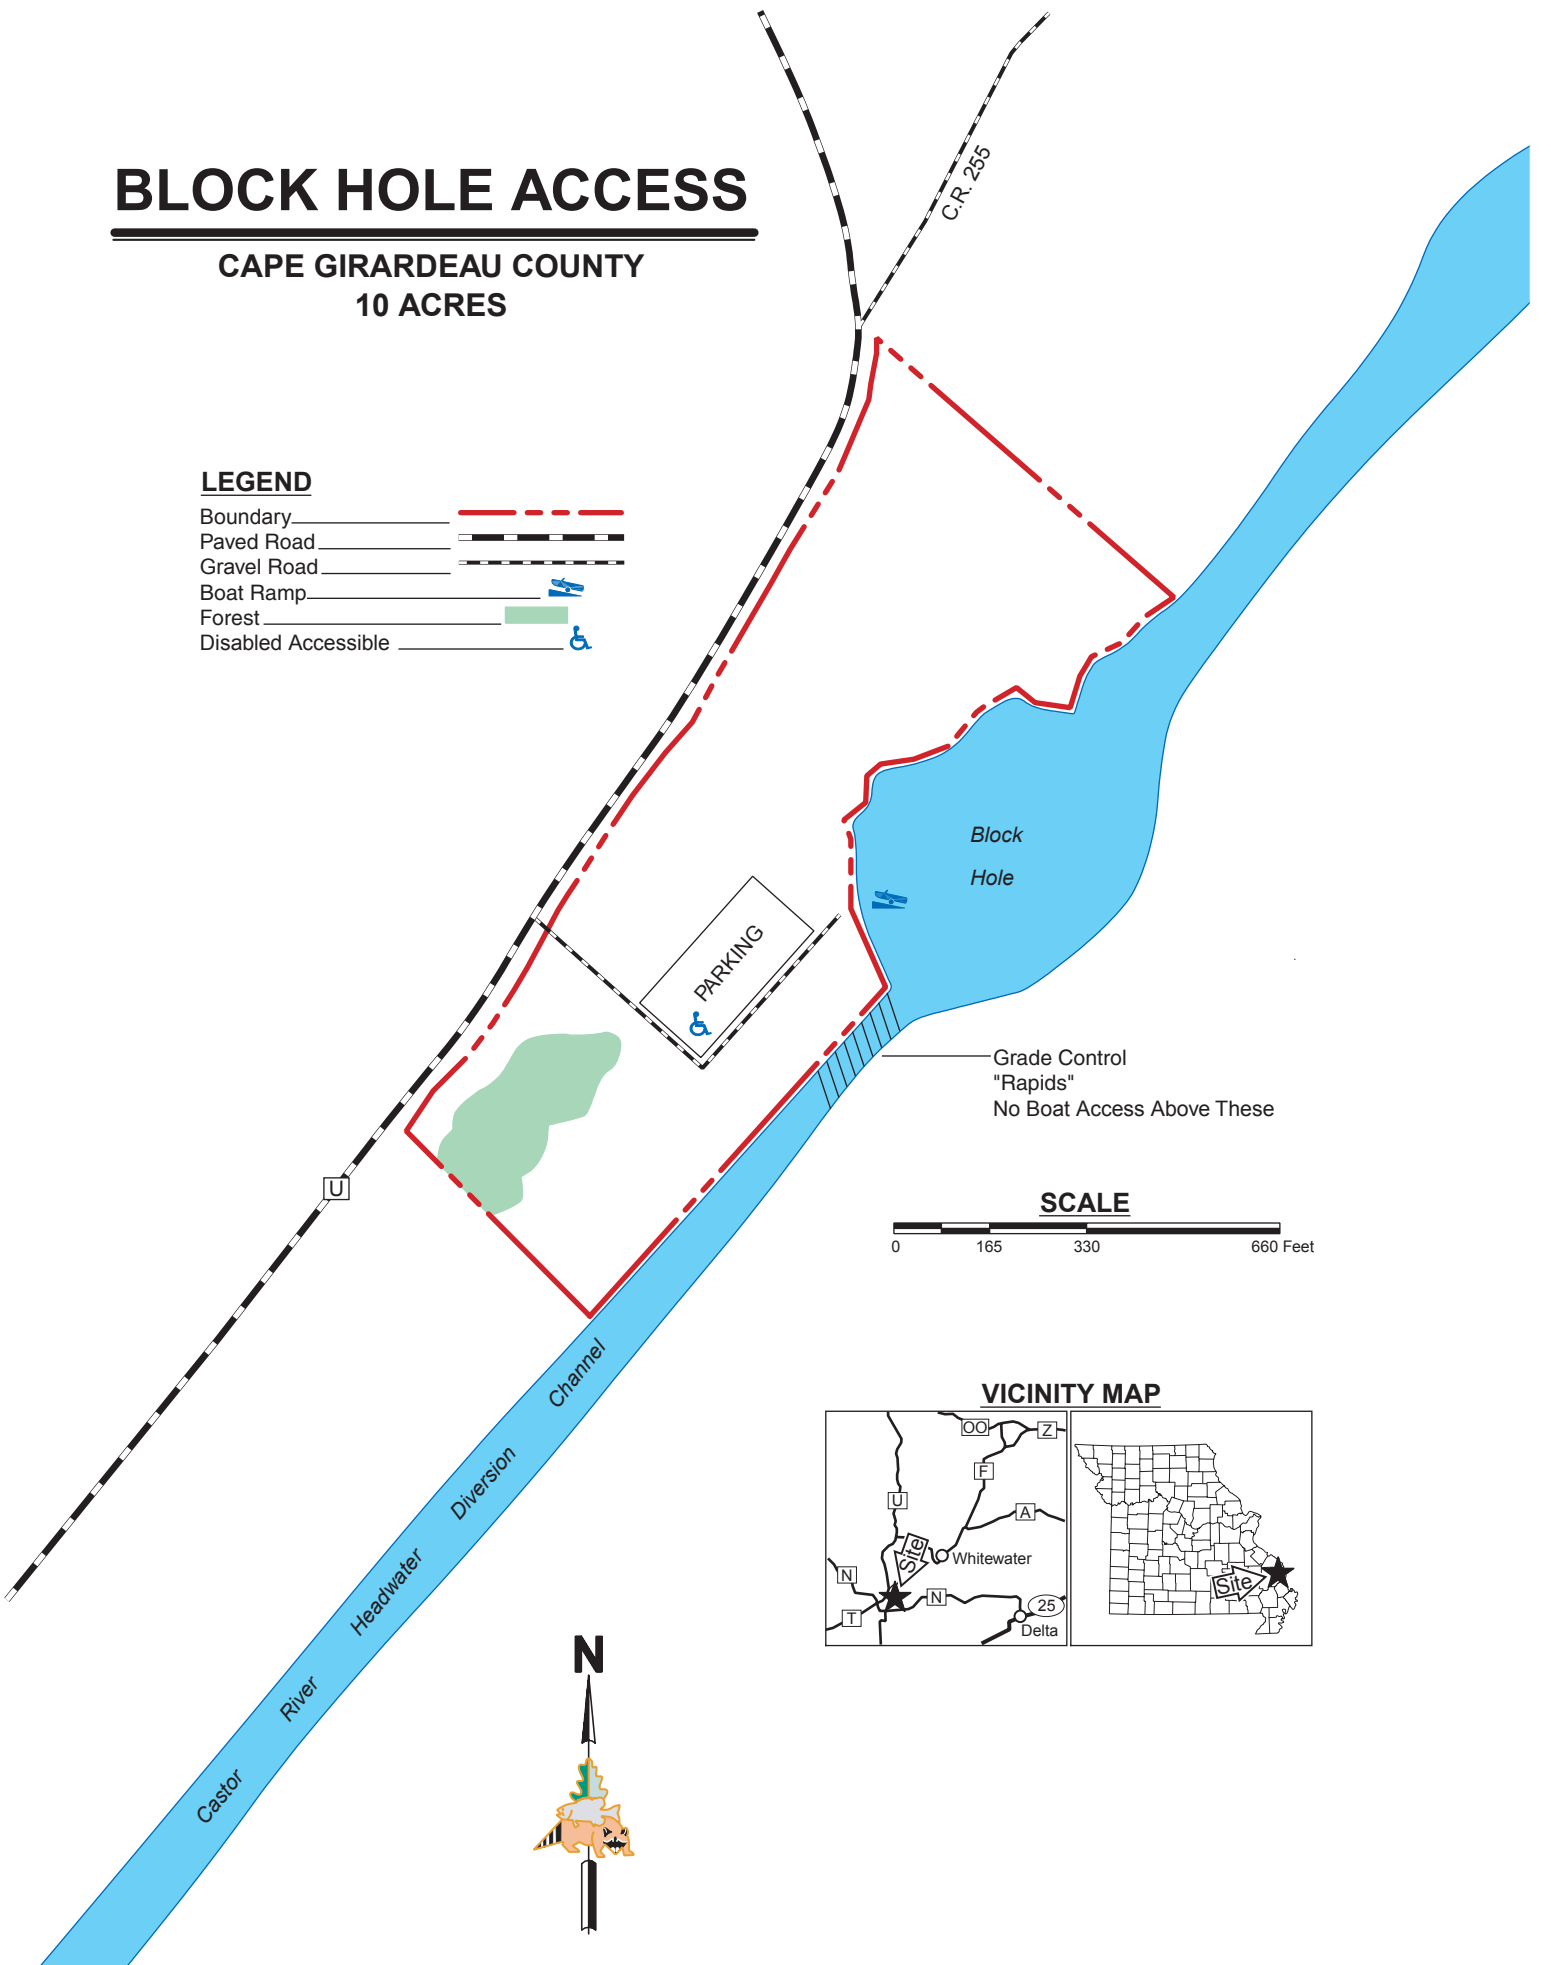 C.R. 255
BLOCK HOLE ACCESS
CAPE GIRARDEAU COUNTY
10 ACRES
LEGEND
Boundary
Paved Road
Gravel Road
Boat Ramp
Forest
Disabled Accessible
Block
Hole
PARKING
Grade Control
"Rapids"
No Boat Access Above These
U
SCALE
0 165 330 660 Feet
Castor River Headwater Diversion Channel
VICINITY MAP
OO
Z
F
U
A
Site
Whitewater
N
N
T
25
Delta
Site
N